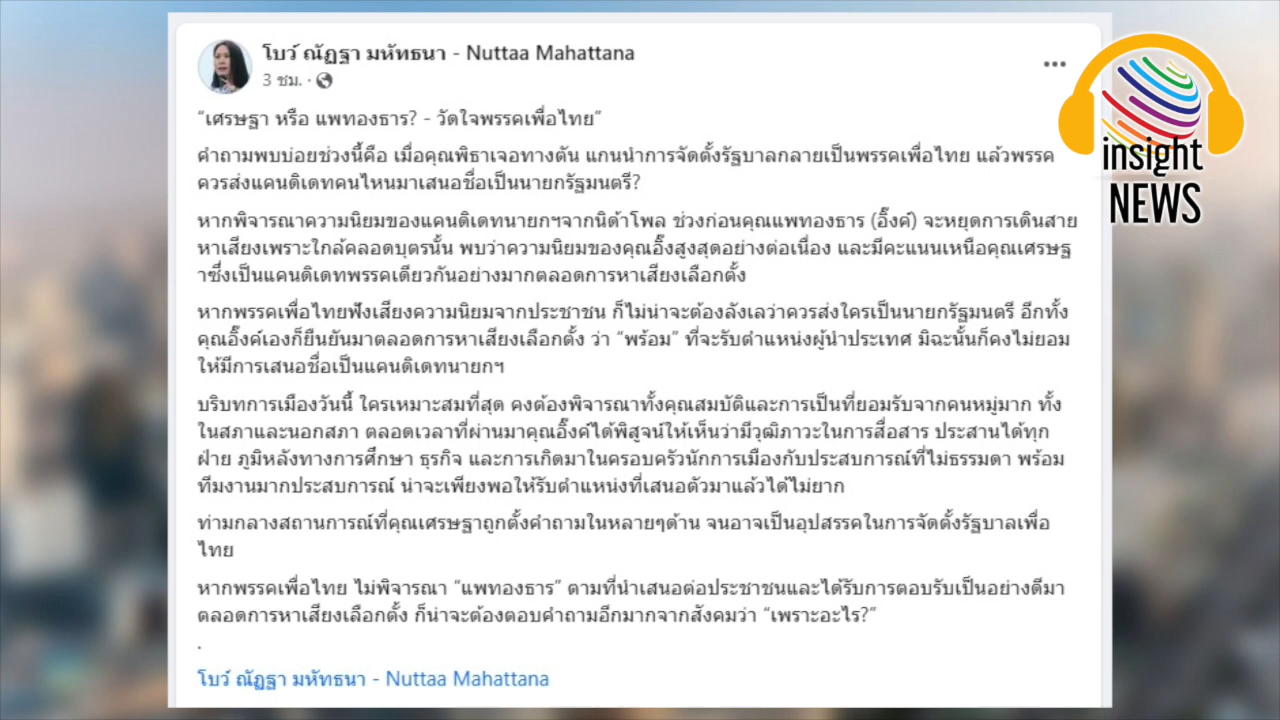 โบว์ ณัฏฐา มหัทธนา - Nuttaa Mahattana
3 ชม. ·
"เศรษฐา หรือ แพทองธาร? - วัดใจพรรคเพื่อไทย"
คำถามพบบ่อยช่วงนี้คือ เมื่อคุณพิธาเจอทางตัน แกนนำการจัดตั้งรัฐบาลกลายเป็นพรรคเพื่อไทย แล้วพรรค
ควรส่งแคนดิเดทคนไหนมาเสนอชื่อเป็นนายกรัฐมนตรี?
หากพิจารณาความนิยมของแคนดิเดทนายกฯจากนิด้าโพล ช่วงก่อนคุณแพทองธาร (อิ๊งค์) จะหยุดการเดินสาย
หาเสียงเพราะใกล้คลอดบุตรนั้น พบว่าความนิยมของคุณอิ๊งสูงสุดอย่างต่อเนื่อง และมีคะแนนเหนือคุณเศรษฐ
าซึ่งเป็นแคนดิเดทพรรคเดียวกันอย่างมากตลอดการหาเสียงเลือกตั้ง
หากพรรคเพื่อไทยฟังเสียงความนิยมจากประชาชน ก็ไม่น่าจะต้องลังเลว่าควรส่งใครเป็นนายกรัฐมนตรี อีกทั้ง
คุณอิ๊งค์เองก็ยืนยันมาตลอดการหาเสียงเลือกตั้ง ว่า "พร้อม" ที่จะรับตำแหน่งผู้นำประเทศ มิฉะนั้นก็คงไม่ยอม
ให้มีการเสนอชื่อเป็นแคนดิเดทนายกฯ
บริบทการเมืองวันนี้ ใครเหมาะสมที่สุด คงต้องพิจารณาทั้งคุณสมบัติและการเป็นที่ยอมรับจากคนหมู่มาก ทั้ง
ในสภาและนอกสภา ตลอดเวลาที่ผ่านมาคุณอิ๊งค์ได้พิสูจน์ให้เห็นว่ามีวุฒิภาวะในการสื่อสาร ประสานได้ทุก
ฝ่าย ภูมิหลังทางการศึกษา ธุรกิจ และการเกิดมาในครอบครัวนักการเมืองกับประสบการณ์ที่ไม่ธรรมดา พร้อม
ทีมงานมากประสบการณ์ น่าจะเพียงพอให้รับตำแหน่งที่เสนอตัวมาแล้วได้ไม่ยาก
ท่ามกลางสถานการณ์ที่คุณเศรษฐาถูกตั้งคำถามในหลายๆด้าน จนอาจเป็นอุปสรรคในการจัดตั้งรัฐบาลเพื่อ
ไทย
หากพรรคเพื่อไทย ไม่พิจารณา "แพทองธาร" ตามที่นำเสนอต่อประชาชนและได้รับการตอบรับเป็นอย่างดีมา
ตลอดการหาเสียงเลือกตั้ง ก็น่าจะต้องตอบคำถามอีกมากจากสังคมว่า "เพราะอะไร?"
.
โบว์ ณัฏฐา มหัทธนา - Nuttaa Mahattana
insight
NEWS